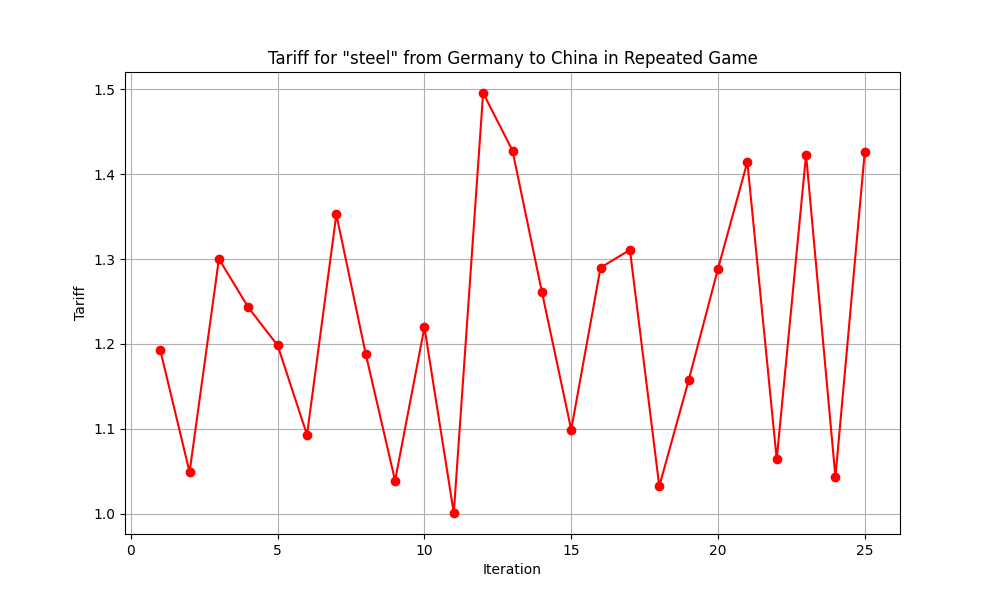 Tariff for "steel" from Germany to China in Repeated Game
1.5
1.4
1.3
1.2
1.1
1.0
Tariff
0 5 10 15 20 25
Iteration